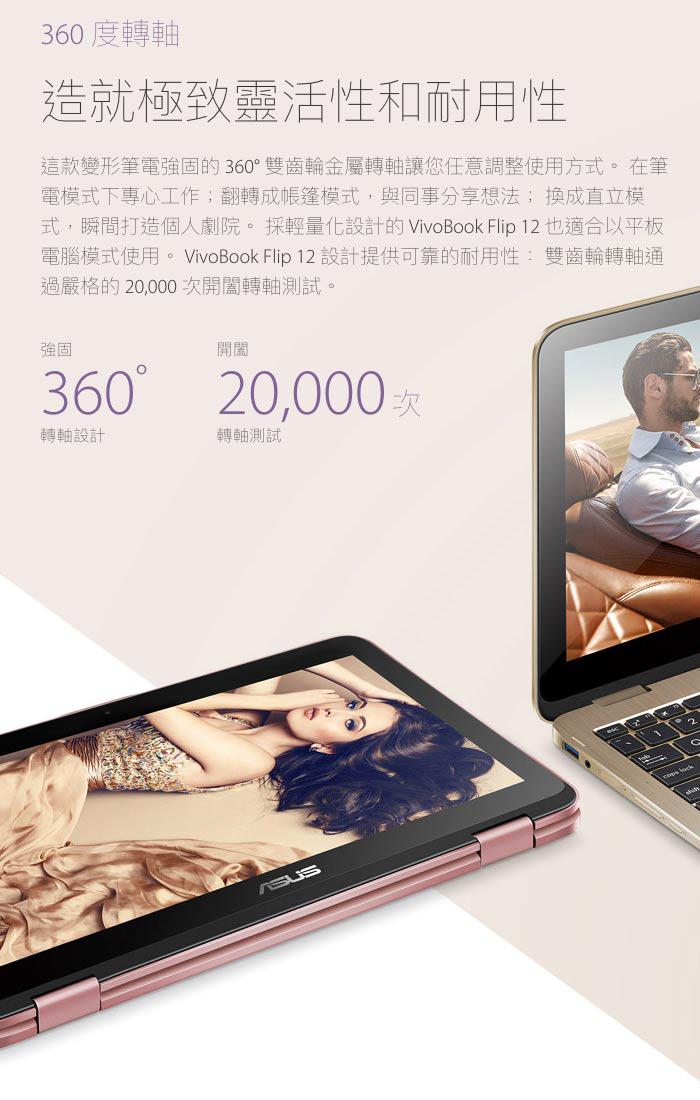 360 度轉軸
造就極致靈活性和耐用性
這款變形筆電強固的 360° 雙齒輪金屬轉軸讓您任意調整使用方式。 在筆
電模式下專心工作；翻轉成帳篷模式，與同事分享想法； 換成直立模
式，瞬間打造個人劇院。 採輕量化設計的 VivoBook Flip 12 也適合以平板
電腦模式使用。 VivoBook Flip 12 設計提供可靠的耐用性： 雙齒輪轉軸通
過嚴格的 20,000 次開闔轉軸測試。
強固
360°
轉軸設計
開闔
20,000 次
轉軸測試
ASUS
esc
1
2
tab
caps lock
shift